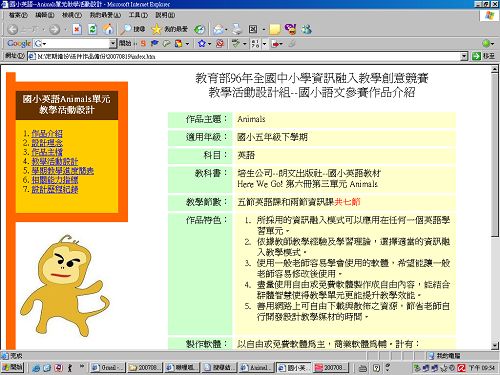 國小英語--Animals單元教學活動設計 - Microsoft Internet Explorer
檔案(F) 編輯(E) 檢視(V) 我的最愛(A) 工具(T) 說明(H)
上一頁 搜尋 我的最愛
Google 開始
網址(D) index.htm 移至
國小英語Animals單元
教學活動設計
1. 作品介紹
2. 設計理念
3. 作品主檔
4. 教學活動設計
5. 學期教學進度簡表
6. 相關能力指標
7. 設計歷程紀錄
教育部96年全國中小學資訊融入教學創意競賽
教學活動設計組--國小語文參賽作品介紹
作品主題： Animals
適用年級： 國小五年級下學期
科目： 英語
教科書： 培生公司--朗文出版社--國小英語教材
Here We Go! 第六冊第三單元 Animals
教學節數： 五節英語課和兩節資訊課共七節
作品特色： 1. 所採用的資訊融入模式可以應用在任何一個英語學
習單元。
2. 依據教師教學經驗及學習理論，選擇適當的資訊融
入教學模式。
3. 使用一般老師容易學會使用的軟體，希望能讓一般
老師容易修改後使用。
4. 盡量使用自由或免費軟體製作成自由內容，能結合
群體智慧使得教學單元更能提升教學效能。
5. 善用網路上可自由下載與散佈之資源，節省老師自
行開發設計教學媒材的時間。
製作軟體： 以自由或免費軟體為主，商業軟體為輔。計有：
完成 我的電腦
開始 Gmail - ... 200708... 嘟嘟嘰... 搜尋結... Animal... 國小英... 200708... 下午 09:54